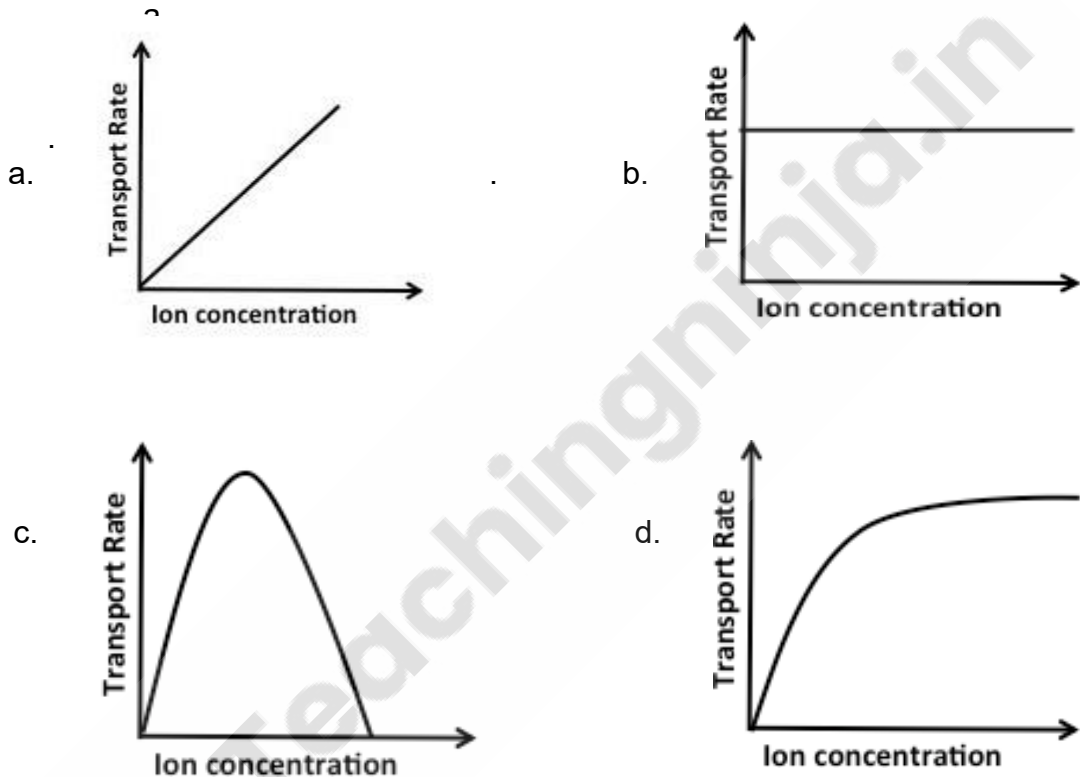 a.
Transport Rate
Ion concentration
b.
Transport Rate
Ion concentration
c.
Transport Rate
Ion concentration
d.
Transport Rate
Ion concentration
Teachingninja.in